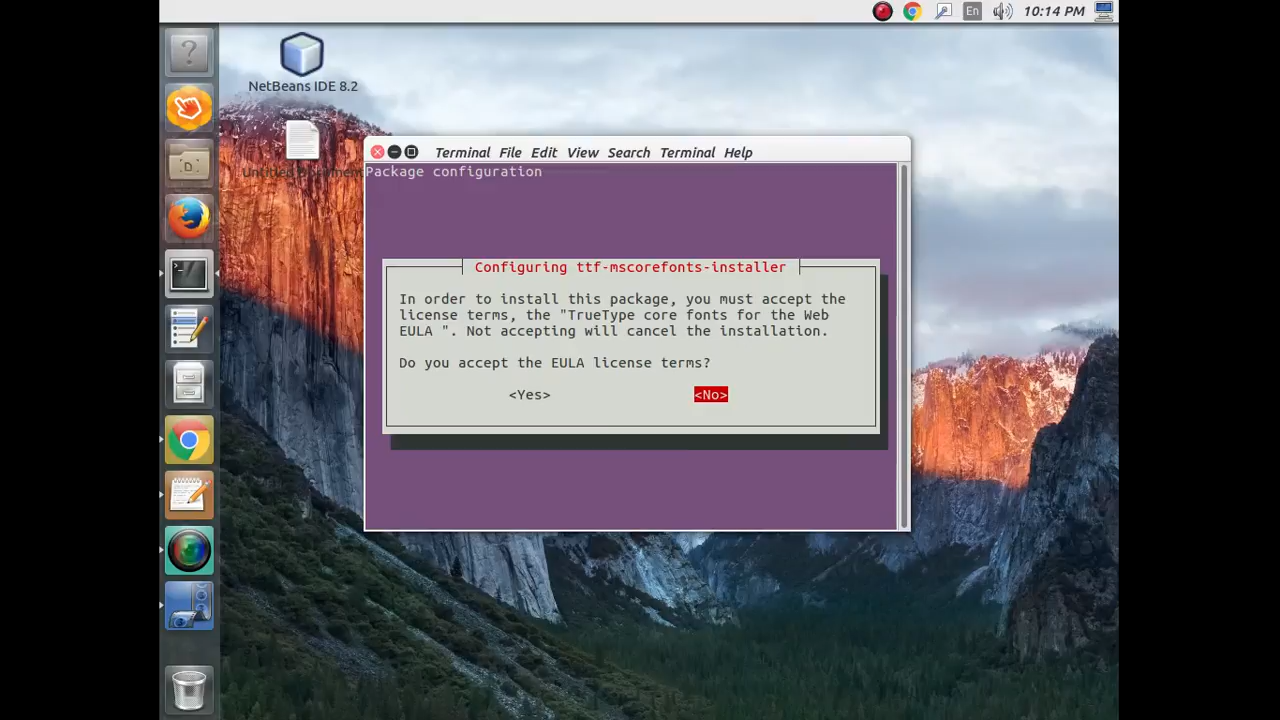 En
10:14 PM
?
NetBeans IDE 8.2
D
Terminal File Edit View Search Terminal Help
Package configuration
Configuring ttf-mscorefonts-installer
In order to install this package, you must accept the
license terms, the "TrueType core fonts for the Web
EULA ". Not accepting will cancel the installation.
Do you accept the EULA license terms?
<Yes> <No>